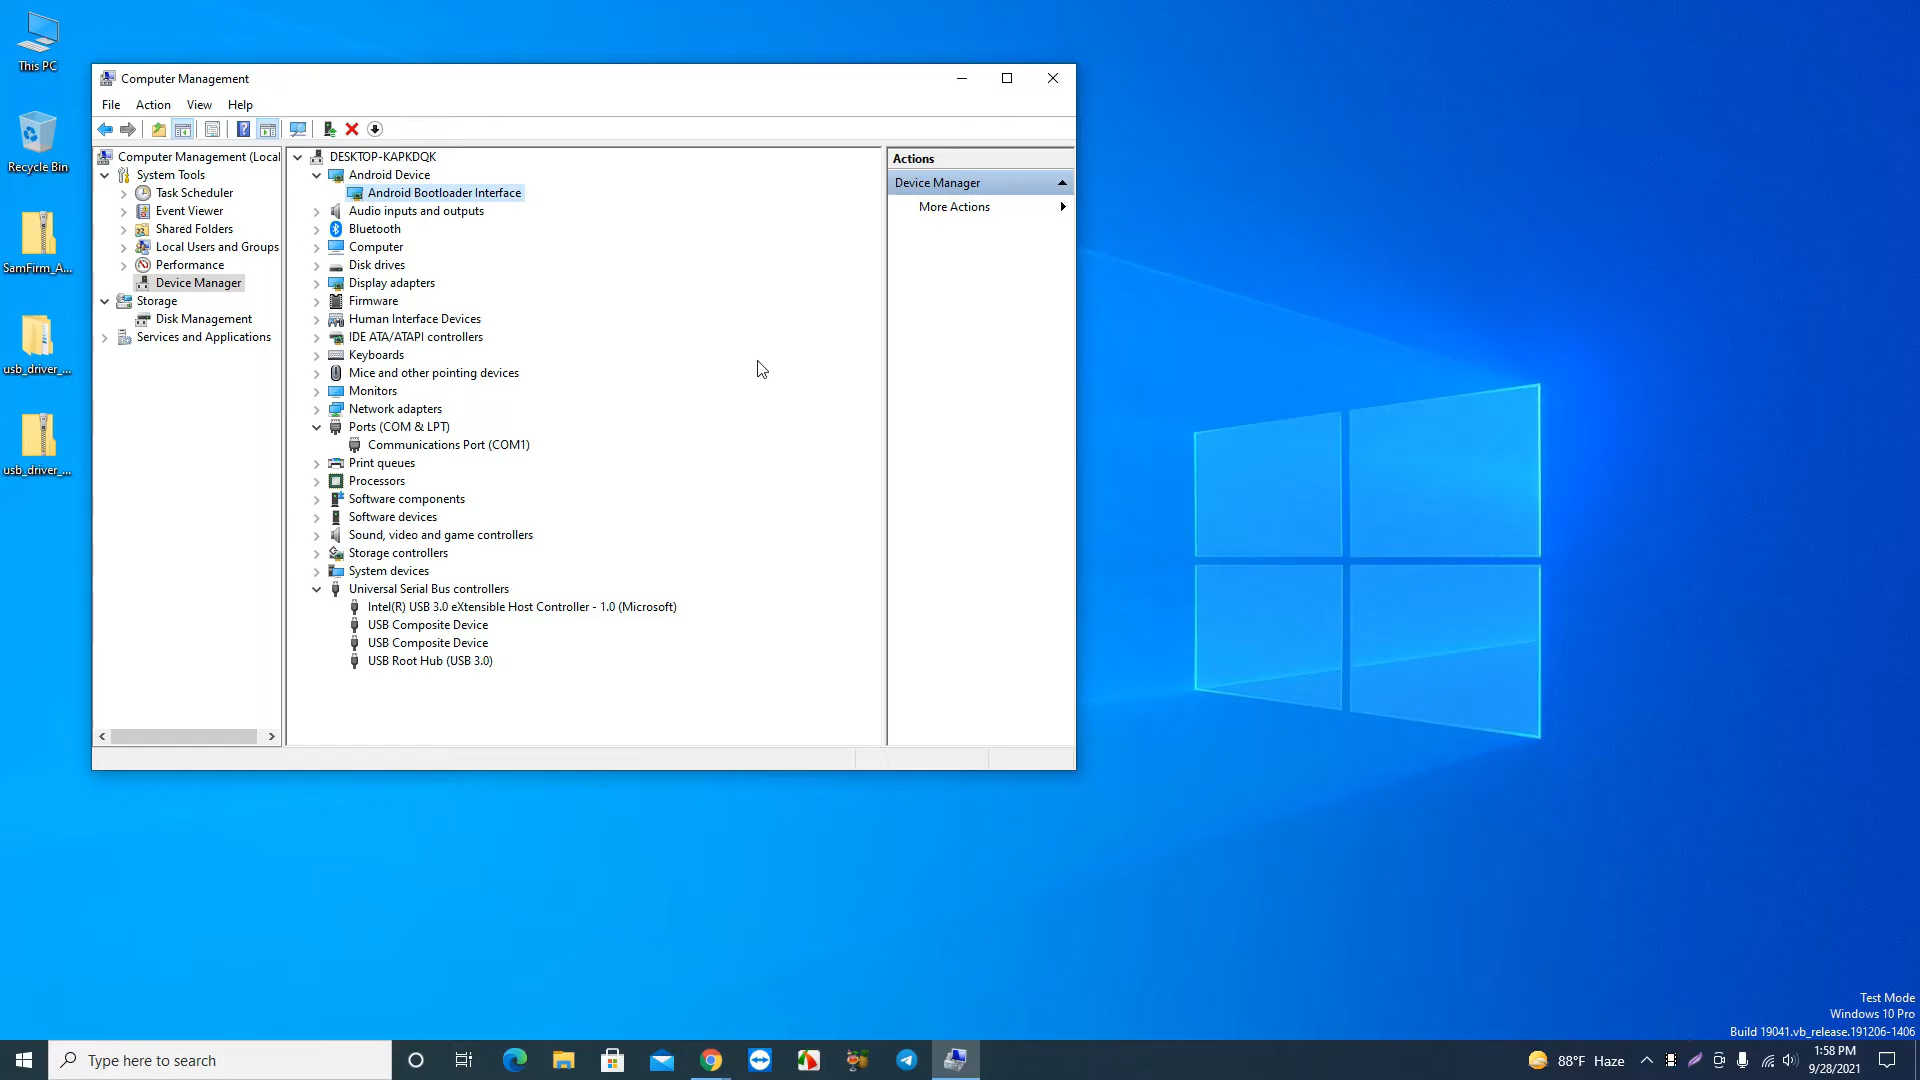 This PC
Recycle Bin
SamFirm_A...
usb_driver_...
usb_driver_...
Computer Management
File
Action
View
Help
Computer Management (Local
System Tools
Task Scheduler
Event Viewer
Shared Folders
Local Users and Groups
Performance
Device Manager
Storage
Disk Management
Services and Applications
DESKTOP-KAPKDQK
Android Device
Android Bootloader Interface
Audio inputs and outputs
Bluetooth
Computer
Disk drives
Display adapters
Firmware
Human Interface Devices
IDE ATA/ATAPI controllers
Keyboards
Mice and other pointing devices
Monitors
Network adapters
Ports (COM & LPT)
Communications Port (COM1)
Print queues
Processors
Software components
Software devices
Sound, video and game controllers
Storage controllers
System devices
Universal Serial Bus controllers
Intel(R) USB 3.0 eXtensible Host Controller - 1.0 (Microsoft)
USB Composite Device
USB Composite Device
USB Root Hub (USB 3.0)
Actions
Device Manager
More Actions
Test Mode
Windows 10 Pro
Build 19041.vb_release.191206-1406
Type here to search
88°F Haze
1:58 PM
9/28/2021